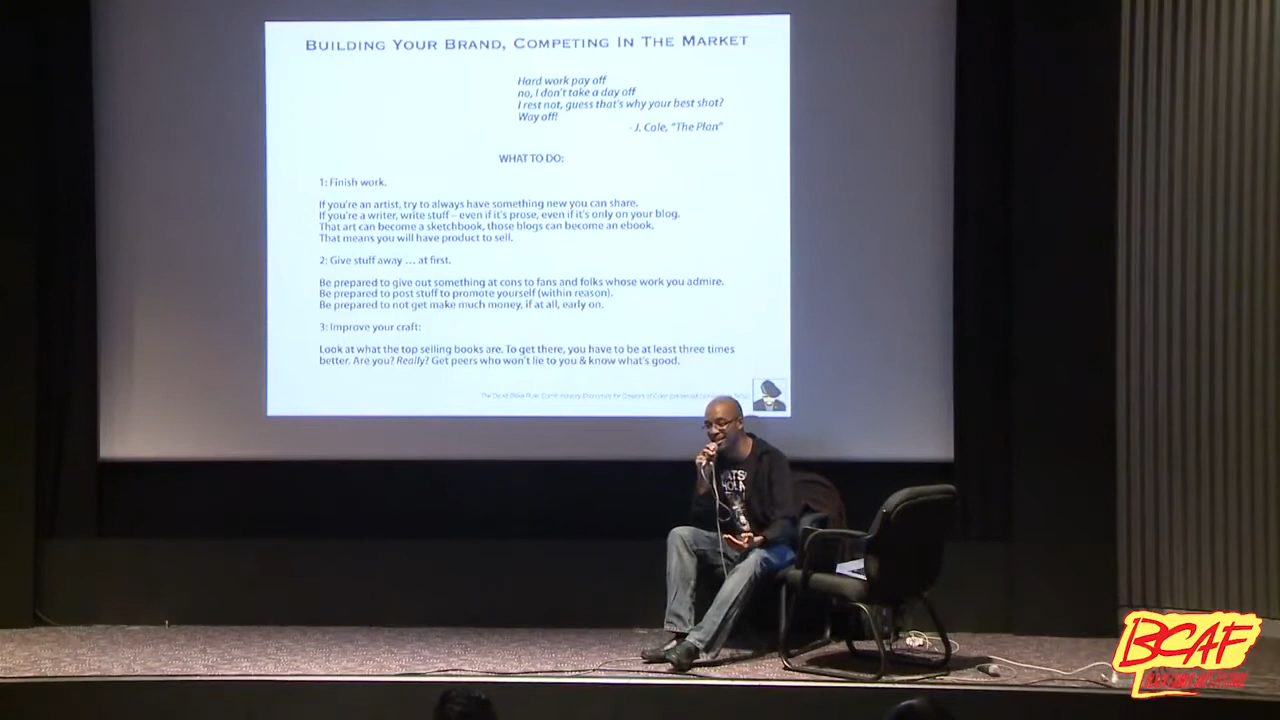 BUILDING YOUR BRAND, COMPETING IN THE MARKET
Hard work pay off
no, I don't take a day off
I rest not, guess that's why your best shot?
Way off!
- J. Cole, "The Plan"
WHAT TO DO:
1: Finish work.
If you're an artist, try to always have something new you can share.
If you're a writer, write stuff – even if it's prose, even if it's only on your blog.
That art can become a sketchbook, those blogs can become an ebook.
That means you will have product to sell.
2: Give stuff away ... at first.
Be prepared to give out something at cons to fans and folks whose work you admire.
Be prepared to post stuff to promote yourself (within reason).
Be prepared to not get make much money, if at all, early on.
3: Improve your craft:
Look at what the top selling books are. To get there, you have to be at least three times
better. Are you? Really? Get peers who won't lie to you & know what's good.
BCAF